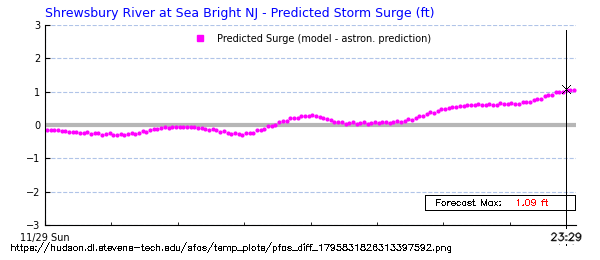 Shrewsbury River at Sea Bright NJ - Predicted Storm Surge (ft)
3
Predicted Surge (model - astron. prediction)
2
1
0
−1
−2
Forecast Max: 1.09 ft
−3
11/29 Sun 23:29
https://hudson.dl.stevens-tech.edu/sfas/temp_plots/pfas_diff_1795831826313397592.png